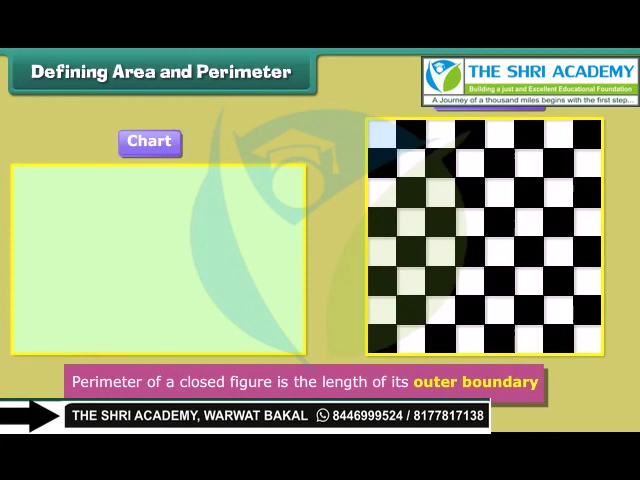 Defining Area and Perimeter
THE SHRI ACADEMY
Building a just and Excellent Educational Foundation
A Journey of a thousand miles begins with the first step...
Chart
Perimeter of a closed figure is the length of its outer boundary
THE SHRI ACADEMY, WARWAT BAKAL 8446999524 / 8177817138